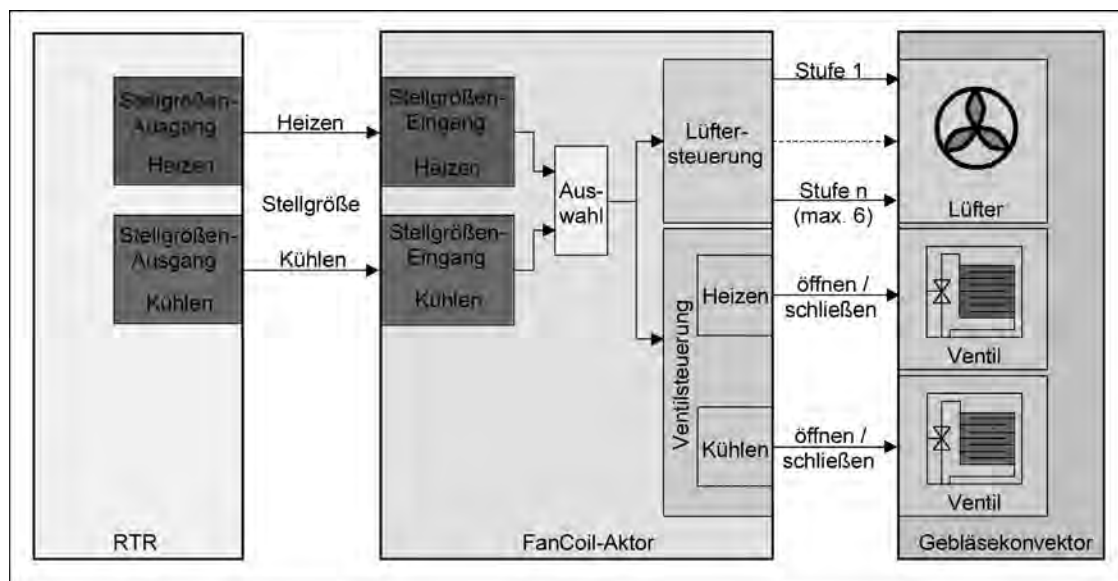 Stellgrößen-
Ausgang
Heizen
Stellgrößen-
Ausgang
Kühlen
RTR
Heizen
Stellgröße
Kühlen
Stellgrößen-
Eingang
Heizen
Stellgrößen-
Eingang
Kühlen
Aus-
wahl
Lüfter-
steuerung
Ventilsteuerung
Heizen
Kühlen
FanCoil-Aktor
Stufe 1
Stufe n
(max. 6)
öffnen /
schließen
öffnen /
schließen
Lüfter
Ventil
Ventil
Gebläsekonvektor